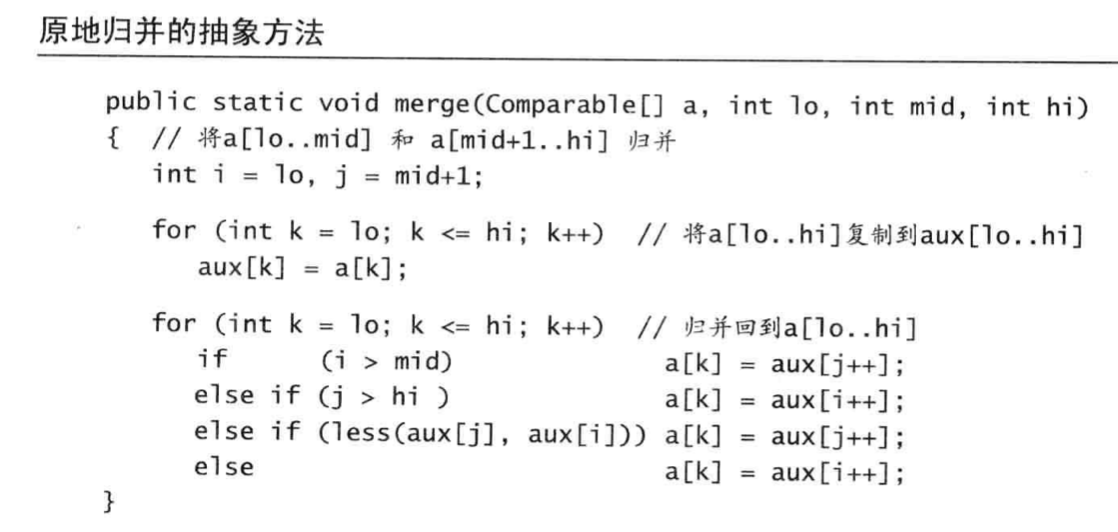 原地归并的抽象方法
public static void merge(Comparable[] a, int lo, int mid, int hi)
{  // 将a[lo..mid] 和 a[mid+1..hi] 归并
   int i = lo, j = mid+1;
   for (int k = lo; k <= hi; k++)  // 将a[lo..hi]复制到aux[lo..hi]
      aux[k] = a[k];
   for (int k = lo; k <= hi; k++)  // 归并回到a[lo..hi]
      if      (i > mid)              a[k] = aux[j++];
      else if (j > hi )              a[k] = aux[i++];
      else if (less(aux[j], aux[i])) a[k] = aux[j++];
      else                           a[k] = aux[i++];
}